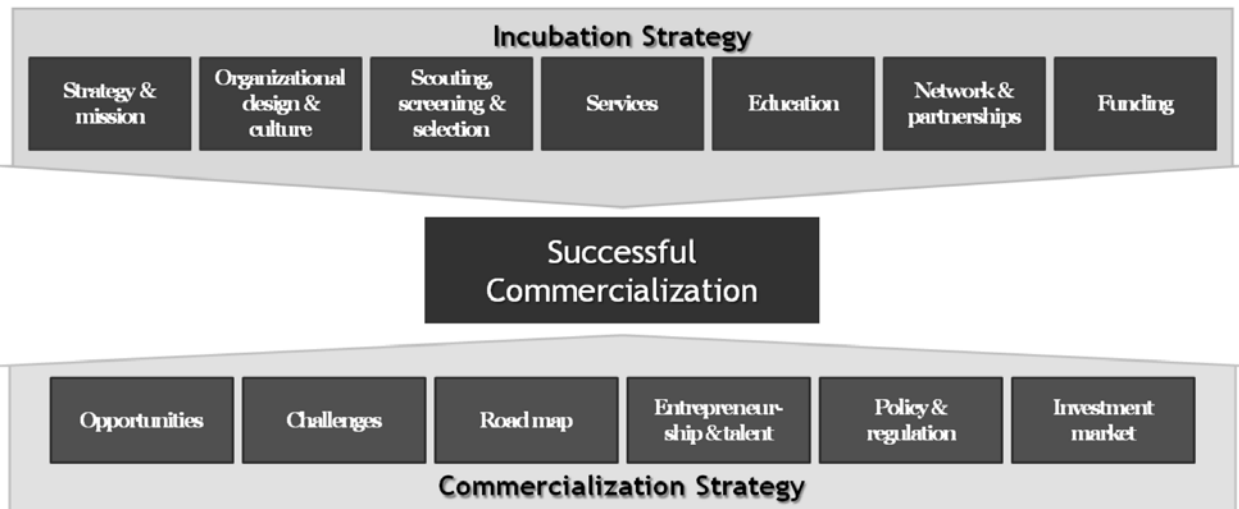 Incubation Strategy
Strategy &
mission
Organizational
design &
culture
Scouting,
screening &
selection
Services
Education
Network &
partnerships
Funding
Successful
Commercialization
Opportunities
Challenges
Road map
Entrepreneur-
ship & talent
Policy &
regulation
Investment
market
Commercialization Strategy